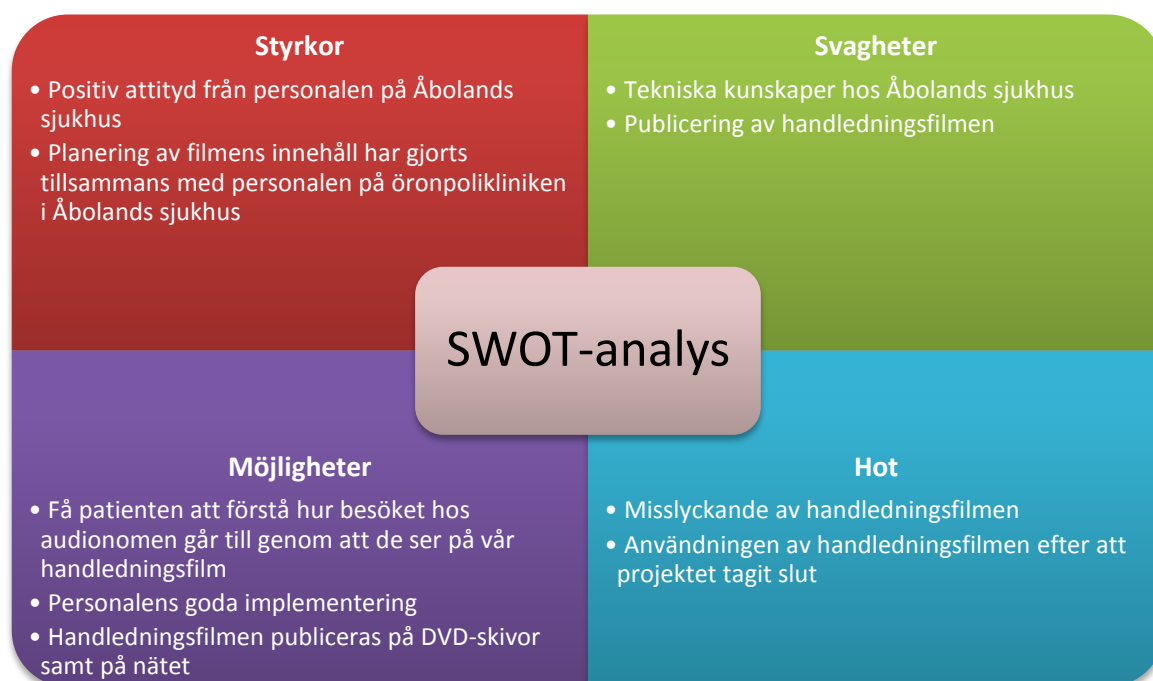 Styrkor
• Positiv attityd från personalen på Åbolands
sjukhus
• Planering av filmens innehåll har gjorts
tillsammans med personalen på öronpolikliniken
i Åbolands sjukhus
Svagheter
• Tekniska kunskaper hos Åbolands sjukhus
• Publicering av handledningsfilmen
SWOT-analys
Möjligheter
• Få patienten att förstå hur besöket hos
audionomen går till genom att de ser på vår
handledningsfilm
• Personalens goda implementering
• Handledningsfilmen publiceras på DVD-skivor
samt på nätet
Hot
• Misslyckande av handledningsfilmen
• Användningen av handledningsfilmen efter att
projektet tagit slut